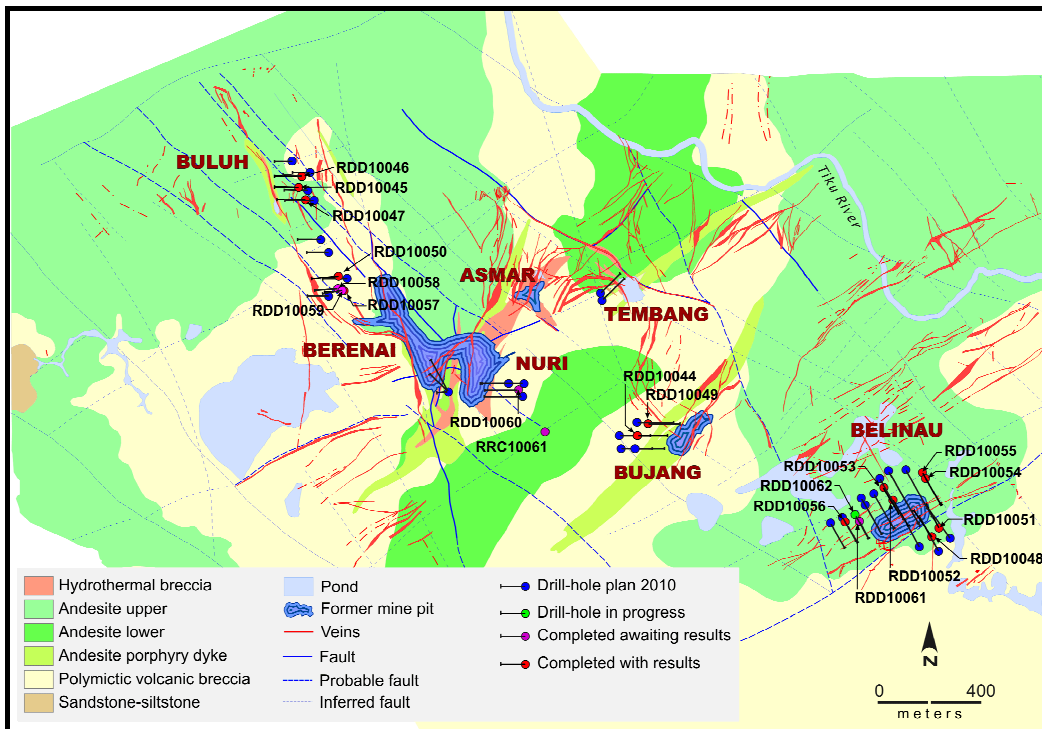 BULUH
RDD10046
RDD10045
RDD10047
RDD10050
RDD10058
RDD10057
RDD10059
ASMAR
TEMBANG
Tiku River
BERENAI
NURI
RDD10044
RDD10049
RDD10060
RRC10061
BUJANG
BELINAU
RDD10053
RDD10055
RDD10062
RDD10054
RDD10056
RDD10051
RDD10048
RDD10052
RDD10061
Hydrothermal breccia
Andesite upper
Andesite lower
Andesite porphyry dyke
Polymictic volcanic breccia
Sandstone-siltstone
Pond
Former mine pit
Veins
Fault
Probable fault
Inferred fault
Drill-hole plan 2010
Drill-hole in progress
Completed awaiting results
Completed with results
N
0 400
meters